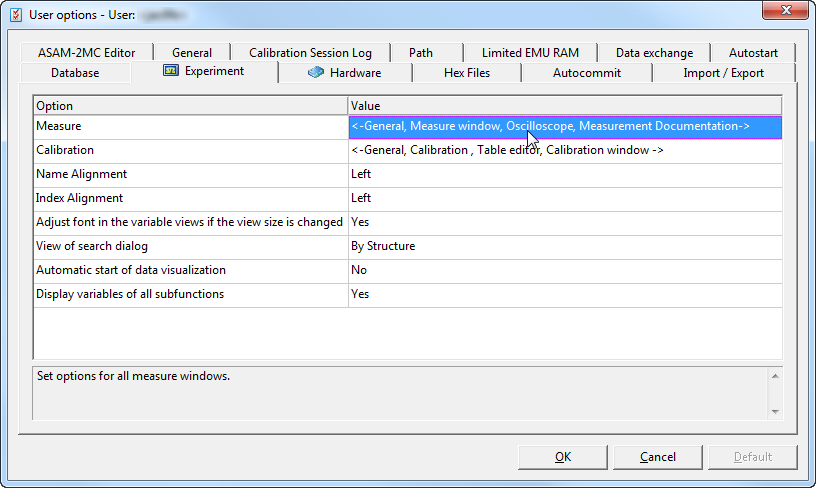 User options - User:
ASAM-2MC Editor General Calibration Session Log Path Limited EMU RAM Data exchange Autostart
Database Experiment Hardware Hex Files Autocommit Import / Export
Option Value
Measure <-General, Measure window, Oscilloscope, Measurement Documentation->
Calibration <-General, Calibration , Table editor, Calibration window ->
Name Alignment Left
Index Alignment Left
Adjust font in the variable views if the view size is changed Yes
View of search dialog By Structure
Automatic start of data visualization No
Display variables of all subfunctions Yes
Set options for all measure windows.
OK Cancel Default